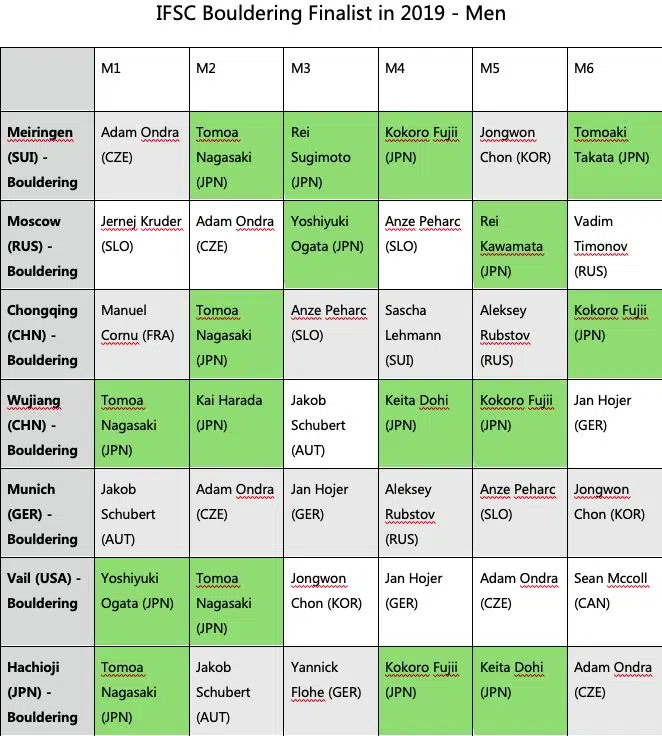 IFSC Bouldering Finalist in 2019 - Men
M1
M2
M3
M4
M5
M6
Meiringen
(SUI) -
Bouldering
Adam Ondra
(CZE)
Tomoa
Nagasaki
(JPN)
Rei
Sugimoto
(JPN)
Kokoro Fujii
(JPN)
Jongwon
Chon (KOR)
Tomoaki
Takata (JPN)
Moscow
(RUS) -
Bouldering
Jernej Kruder
(SLO)
Adam Ondra
(CZE)
Yoshiyuki
Ogata (JPN)
Anze Peharc
(SLO)
Rei
Kawamata
(JPN)
Vadim
Timonov
(RUS)
Chongqing
(CHN) -
Bouldering
Manuel
Cornu (FRA)
Tomoa
Nagasaki
(JPN)
Anze Peharc
(SLO)
Sascha
Lehmann
(SUI)
Aleksey
Rubstov
(RUS)
Kokoro Fujii
(JPN)
Wujiang
(CHN) -
Bouldering
Tomoa
Nagasaki
(JPN)
Kai Harada
(JPN)
Jakob
Schubert
(AUT)
Keita Dohi
(JPN)
Kokoro Fujii
(JPN)
Jan Hojer
(GER)
Munich
(GER) -
Bouldering
Jakob
Schubert
(AUT)
Adam Ondra
(CZE)
Jan Hojer
(GER)
Aleksey
Rubstov
(RUS)
Anze Peharc
(SLO)
Jongwon
Chon (KOR)
Vail (USA) -
Bouldering
Yoshiyuki
Ogata (JPN)
Tomoa
Nagasaki
(JPN)
Jongwon
Chon (KOR)
Jan Hojer
(GER)
Adam Ondra
(CZE)
Sean Mccoll
(CAN)
Hachioji
(JPN) -
Bouldering
Tomoa
Nagasaki
(JPN)
Jakob
Schubert
(AUT)
Yannick
Flohe (GER)
Kokoro Fujii
(JPN)
Keita Dohi
(JPN)
Adam Ondra
(CZE)